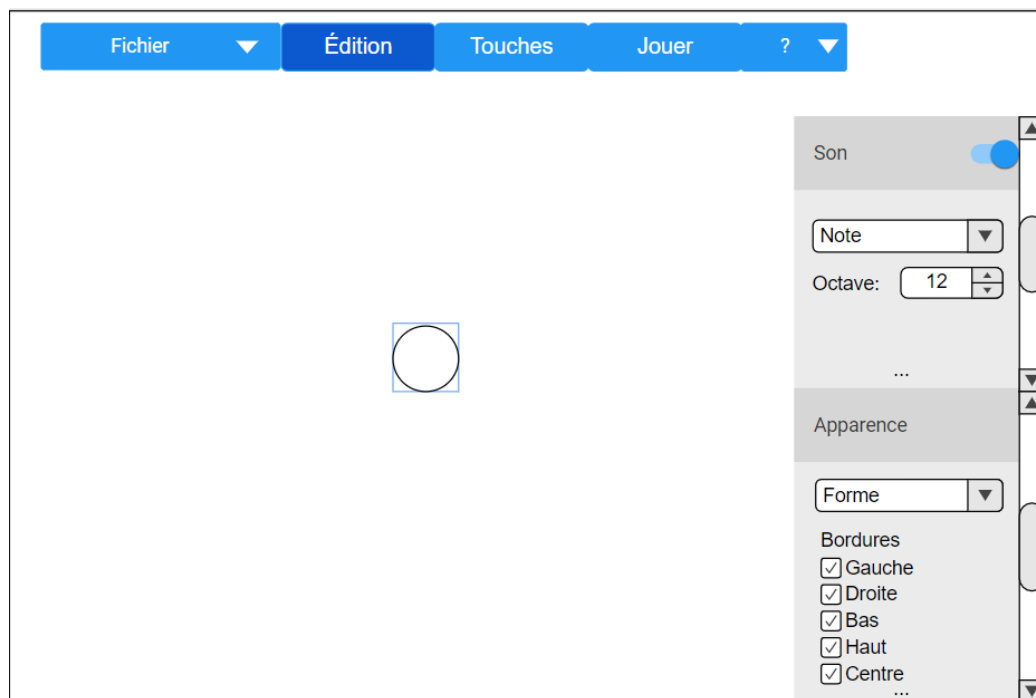 Fichier Édition Touches Jouer ?
Son
Note
Octave: 12
...
Apparence
Forme
Bordures
Gauche
Droite
Bas
Haut
Centre
...